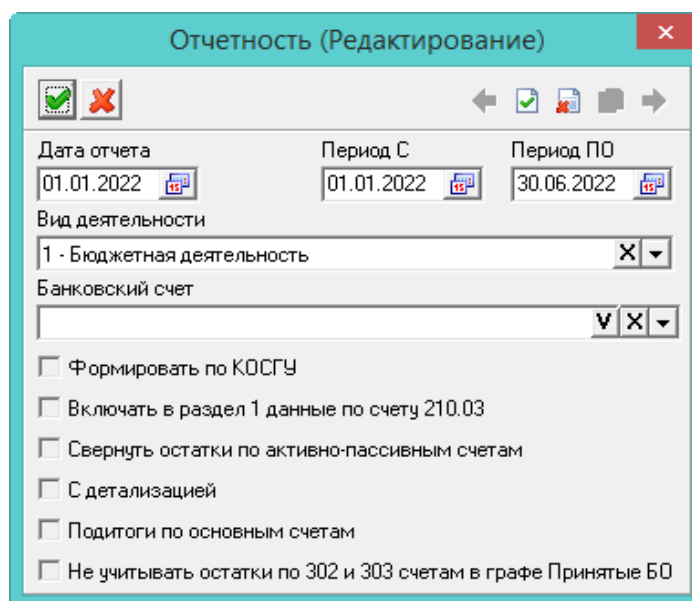 Отчетность (Редактирование)
Дата отчета Период С Период ПО
01.01.2022 01.01.2022 30.06.2022
Вид деятельности
1 - Бюджетная деятельность
Банковский счет
Формировать по КОСГУ
Включать в раздел 1 данные по счету 210.03
Свернуть остатки по активно-пассивным счетам
С детализацией
Подитоги по основным счетам
Не учитывать остатки по 302 и 303 счетам в графе Принятые БО